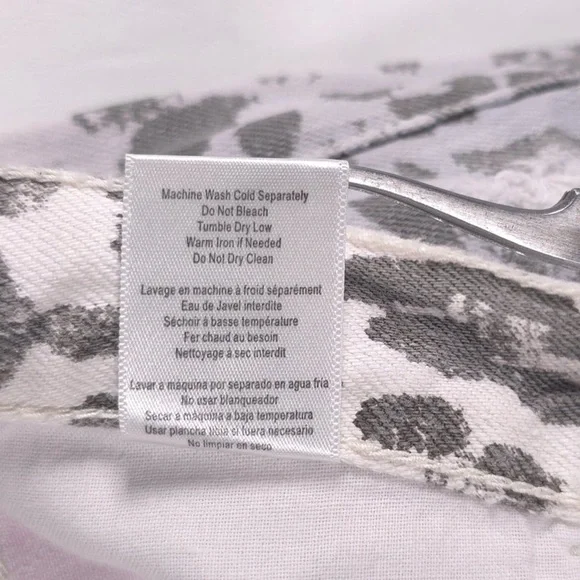 Machine Wash Cold Separately
Do Not Bleach
Tumble Dry Low
Warm Iron if Needed
Do Not Dry Clean
Lavage en machine à froid séparément
Eau de Javel interdite
Séchoir à basse température
Fer chaud au besoin
Nettoyage à sec interdit
Lavar a maquina por separado en agua fria
No usar blanqueador
Secar a máquina a baja temperatura
Usar plancha tibia si fuera necesario
No limpiar en seco